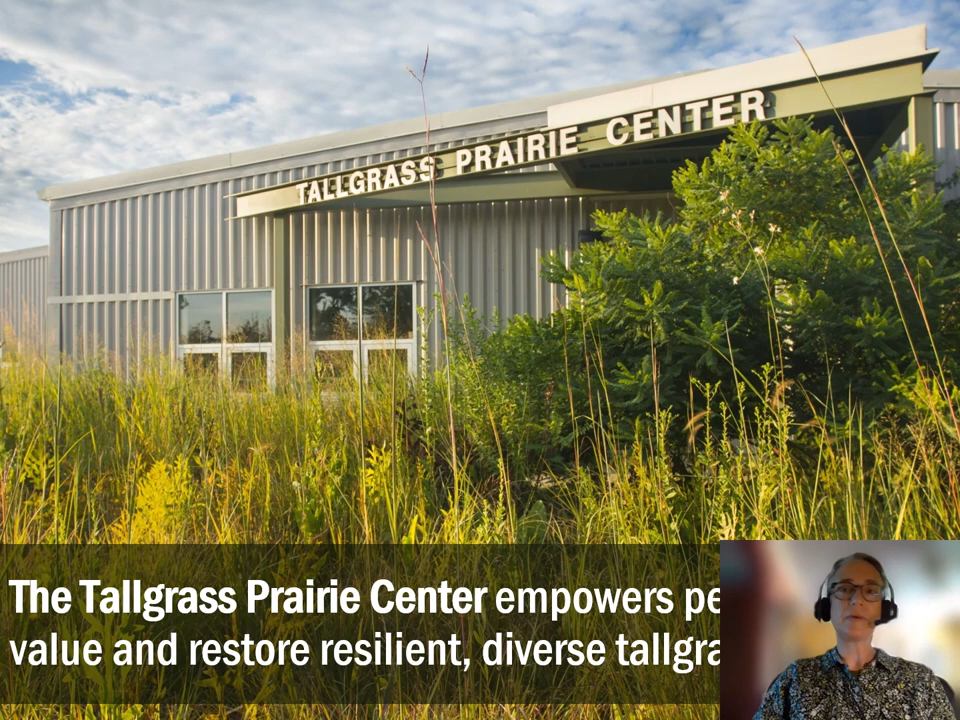 TALLGRASS PRAIRIE CENTER
The Tallgrass Prairie Center empowers pe
value and restore resilient, diverse tallgra